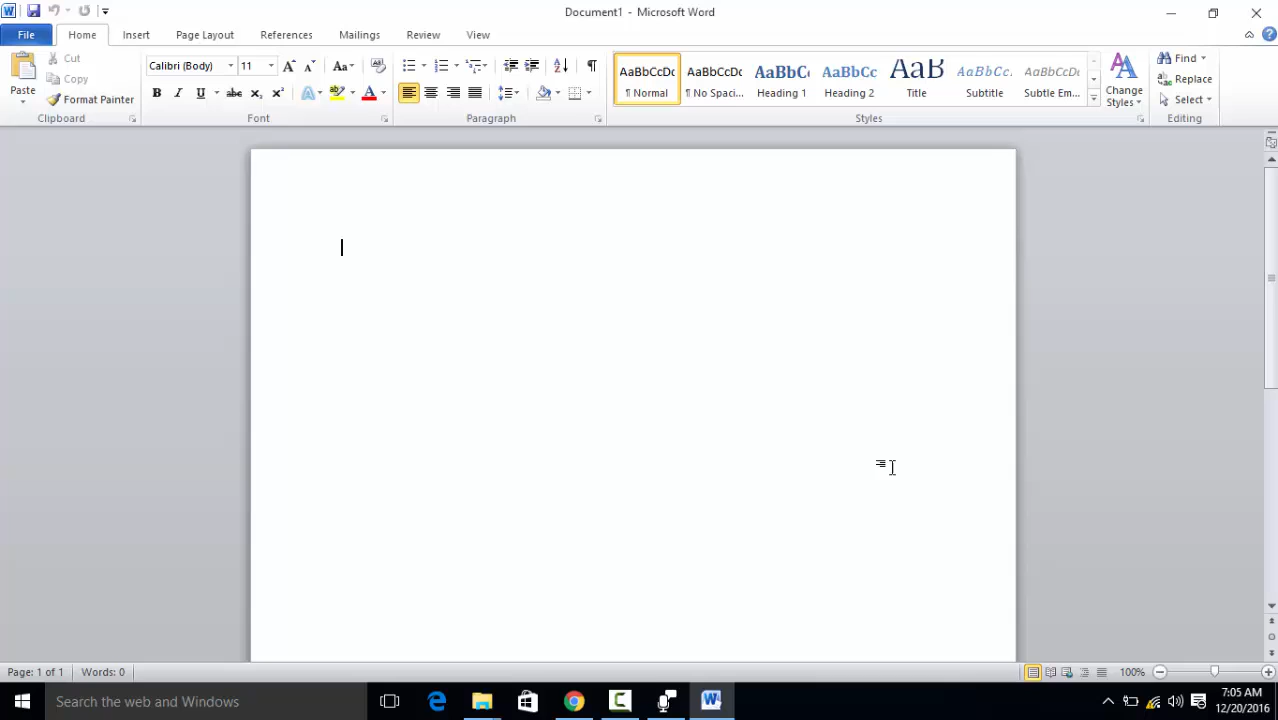 Document1 - Microsoft Word
File Home Insert Page Layout References Mailings Review View
Paste
Cut
Copy
Format Painter
Clipboard
Calibri (Body) 11
Font
Paragraph
AaBbCcDc AaBbCcDc AaBbC AaBbCc AaB AaBbCc. AaBbCcDc
¶ Normal ¶ No Spaci... Heading 1 Heading 2 Title Subtitle Subtle Em...
Change
Styles
Styles
Find
Replace
Select
Editing
Page: 1 of 1 Words: 0 100%
Search the web and Windows
7:05 AM
12/20/2016